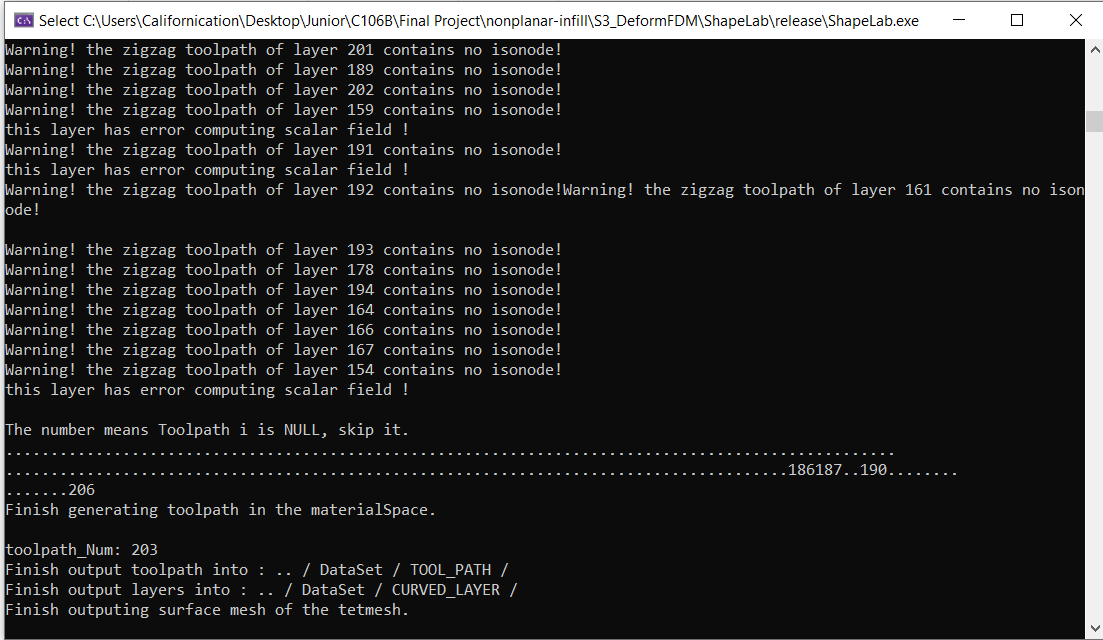 Select C:\Users\Californication\Desktop\Junior\C106B\Final Project\nonplanar-infill\S3_DeformFDM\ShapeLab\release\ShapeLab.exe
Warning! the zigzag toolpath of layer 201 contains no isonode!
Warning! the zigzag toolpath of layer 189 contains no isonode!
Warning! the zigzag toolpath of layer 202 contains no isonode!
Warning! the zigzag toolpath of layer 159 contains no isonode!
this layer has error computing scalar field !
Warning! the zigzag toolpath of layer 191 contains no isonode!
this layer has error computing scalar field !
Warning! the zigzag toolpath of layer 192 contains no isonode!Warning! the zigzag toolpath of layer 161 contains no ison
ode!
Warning! the zigzag toolpath of layer 193 contains no isonode!
Warning! the zigzag toolpath of layer 178 contains no isonode!
Warning! the zigzag toolpath of layer 194 contains no isonode!
Warning! the zigzag toolpath of layer 164 contains no isonode!
Warning! the zigzag toolpath of layer 166 contains no isonode!
Warning! the zigzag toolpath of layer 167 contains no isonode!
Warning! the zigzag toolpath of layer 154 contains no isonode!
this layer has error computing scalar field !
The number means Toolpath i is NULL, skip it.
...................................................................................................
.......................................................................................186187..190........
.......206
Finish generating toolpath in the materialSpace.
toolpath_Num: 203
Finish output toolpath into : .. / DataSet / TOOL_PATH /
Finish output layers into : .. / DataSet / CURVED_LAYER /
Finish outputing surface mesh of the tetmesh.